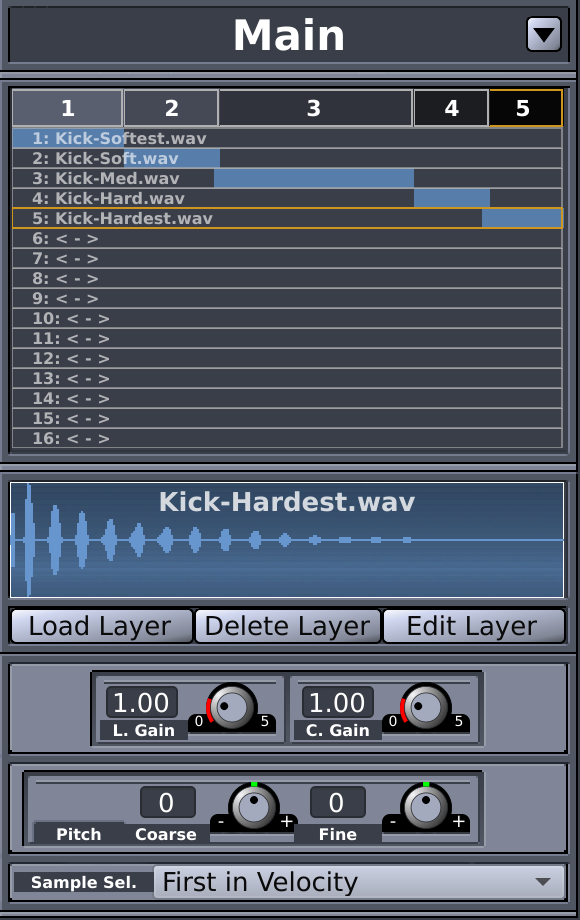 Main
1 2 3 4 5
1: Kick-Softest.wav
2: Kick-Soft.wav
3: Kick-Med.wav
4: Kick-Hard.wav
5: Kick-Hardest.wav
6: < - >
7: < - >
8: < - >
9: < - >
10: < - >
11: < - >
12: < - >
13: < - >
14: < - >
15: < - >
16: < - >
Kick-Hardest.wav
Load Layer Delete Layer Edit Layer
1.00 0 5 1.00 0 5
L. Gain C. Gain
0 - + 0 - +
Pitch Coarse Fine
Sample Sel. First in Velocity